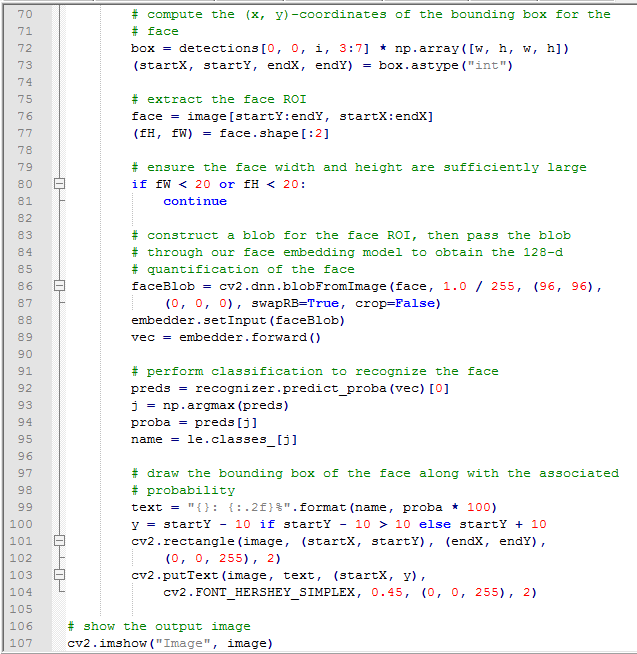 70 # compute the (x, y)-coordinates of the bounding box for the
71 # face
72 box = detections[0, 0, i, 3:7] * np.array([w, h, w, h])
73 (startX, startY, endX, endY) = box.astype("int")
74
75 # extract the face ROI
76 face = image[startY:endY, startX:endX]
77 (fH, fW) = face.shape[:2]
78
79 # ensure the face width and height are sufficiently large
80 if fW < 20 or fH < 20:
81 continue
82
83 # construct a blob for the face ROI, then pass the blob
84 # through our face embedding model to obtain the 128-d
85 # quantification of the face
86 faceBlob = cv2.dnn.blobFromImage(face, 1.0 / 255, (96, 96),
87 (0, 0, 0), swapRB=True, crop=False)
88 embedder.setInput(faceBlob)
89 vec = embedder.forward()
90
91 # perform classification to recognize the face
92 preds = recognizer.predict_proba(vec)[0]
93 j = np.argmax(preds)
94 proba = preds[j]
95 name = le.classes_[j]
96
97 # draw the bounding box of the face along with the associated
98 # probability
99 text = "{}: {:.2f}%".format(name, proba * 100)
100 y = startY - 10 if startY - 10 > 10 else startY + 10
101 cv2.rectangle(image, (startX, startY), (endX, endY),
102 (0, 0, 255), 2)
103 cv2.putText(image, text, (startX, y),
104 cv2.FONT_HERSHEY_SIMPLEX, 0.45, (0, 0, 255), 2)
105
106 # show the output image
107 cv2.imshow("Image", image)